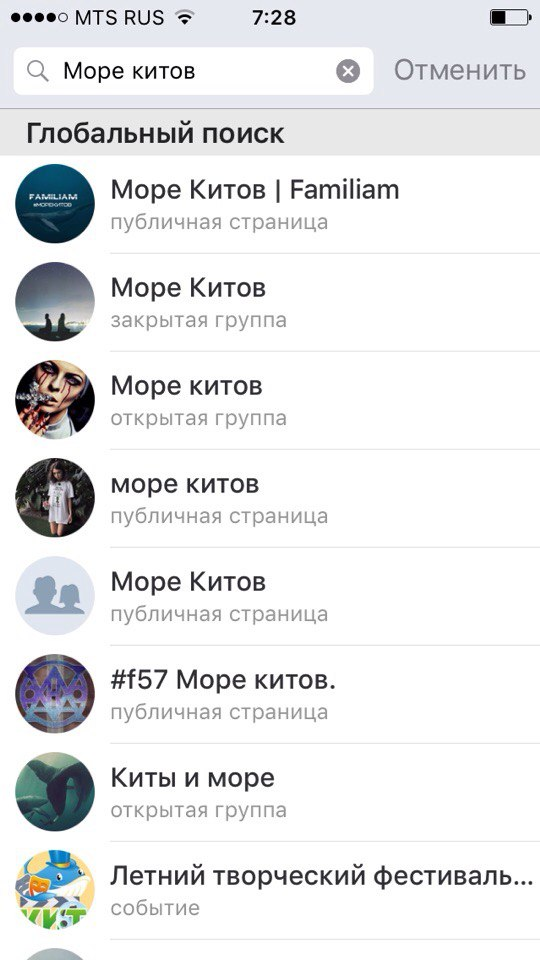 MTS RUS 7:28
Море китов
Отменить
Глобальный поиск
FAMILIAM
#МОРЕКИТОВ
Море Китов | Familiam
публичная страница
Море Китов
закрытая группа
Море китов
открытая группа
море китов
публичная страница
Море Китов
публичная страница
#f57 Море китов.
публичная страница
Киты и море
открытая группа
Летний творческий фестиваль...
событие
КИТ